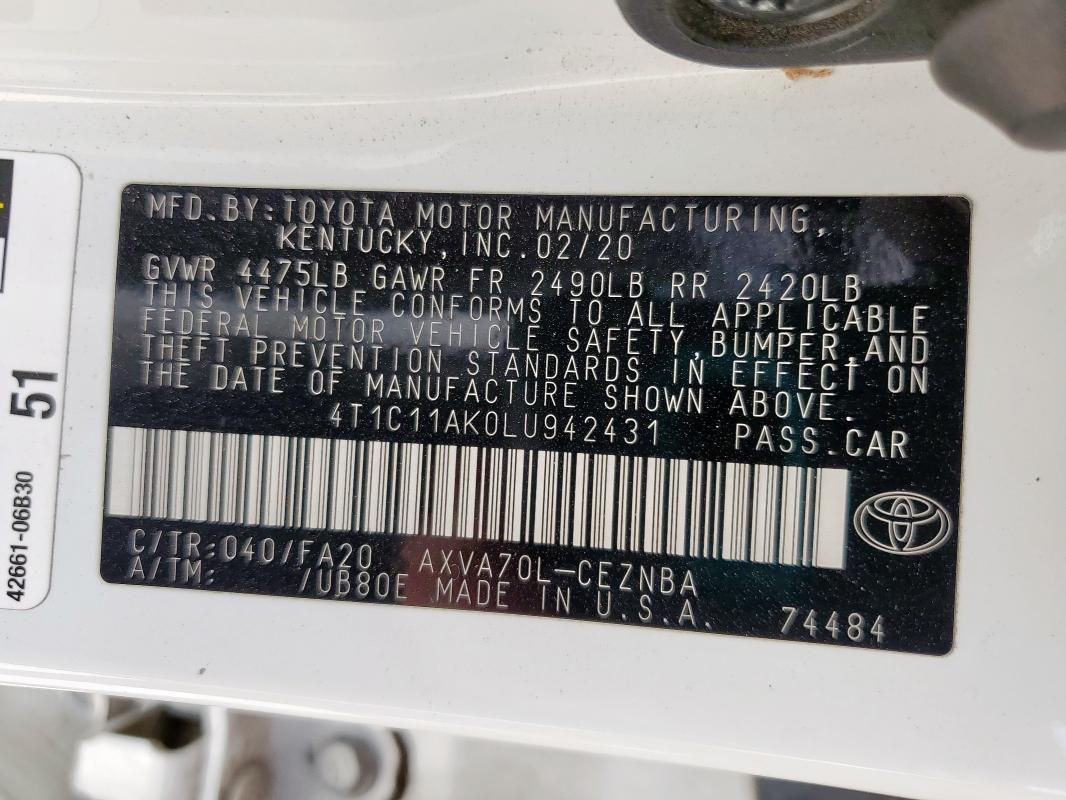 MFD.BY:TOYOTA MOTOR MANUFACTURING,
KENTUCKY, INC. 02/20
GVWR 4475LB GAWR FR 2490LB RR 2420LB
THIS VEHICLE CONFORMS TO ALL APPLICABLE
FEDERAL MOTOR VEHICLE SAFETY, BUMPER, AND
THEFT PREVENTION STANDARDS IN EFFECT ON
THE DATE OF MANUFACTURE SHOWN ABOVE.
4T1C11AK0LU942431 PASS.CAR
C/TR:040/FA20 AXVA70L-CEZNBA
A/TM: /UB80E MADE IN U.S.A. 74484
51
42661-06B30